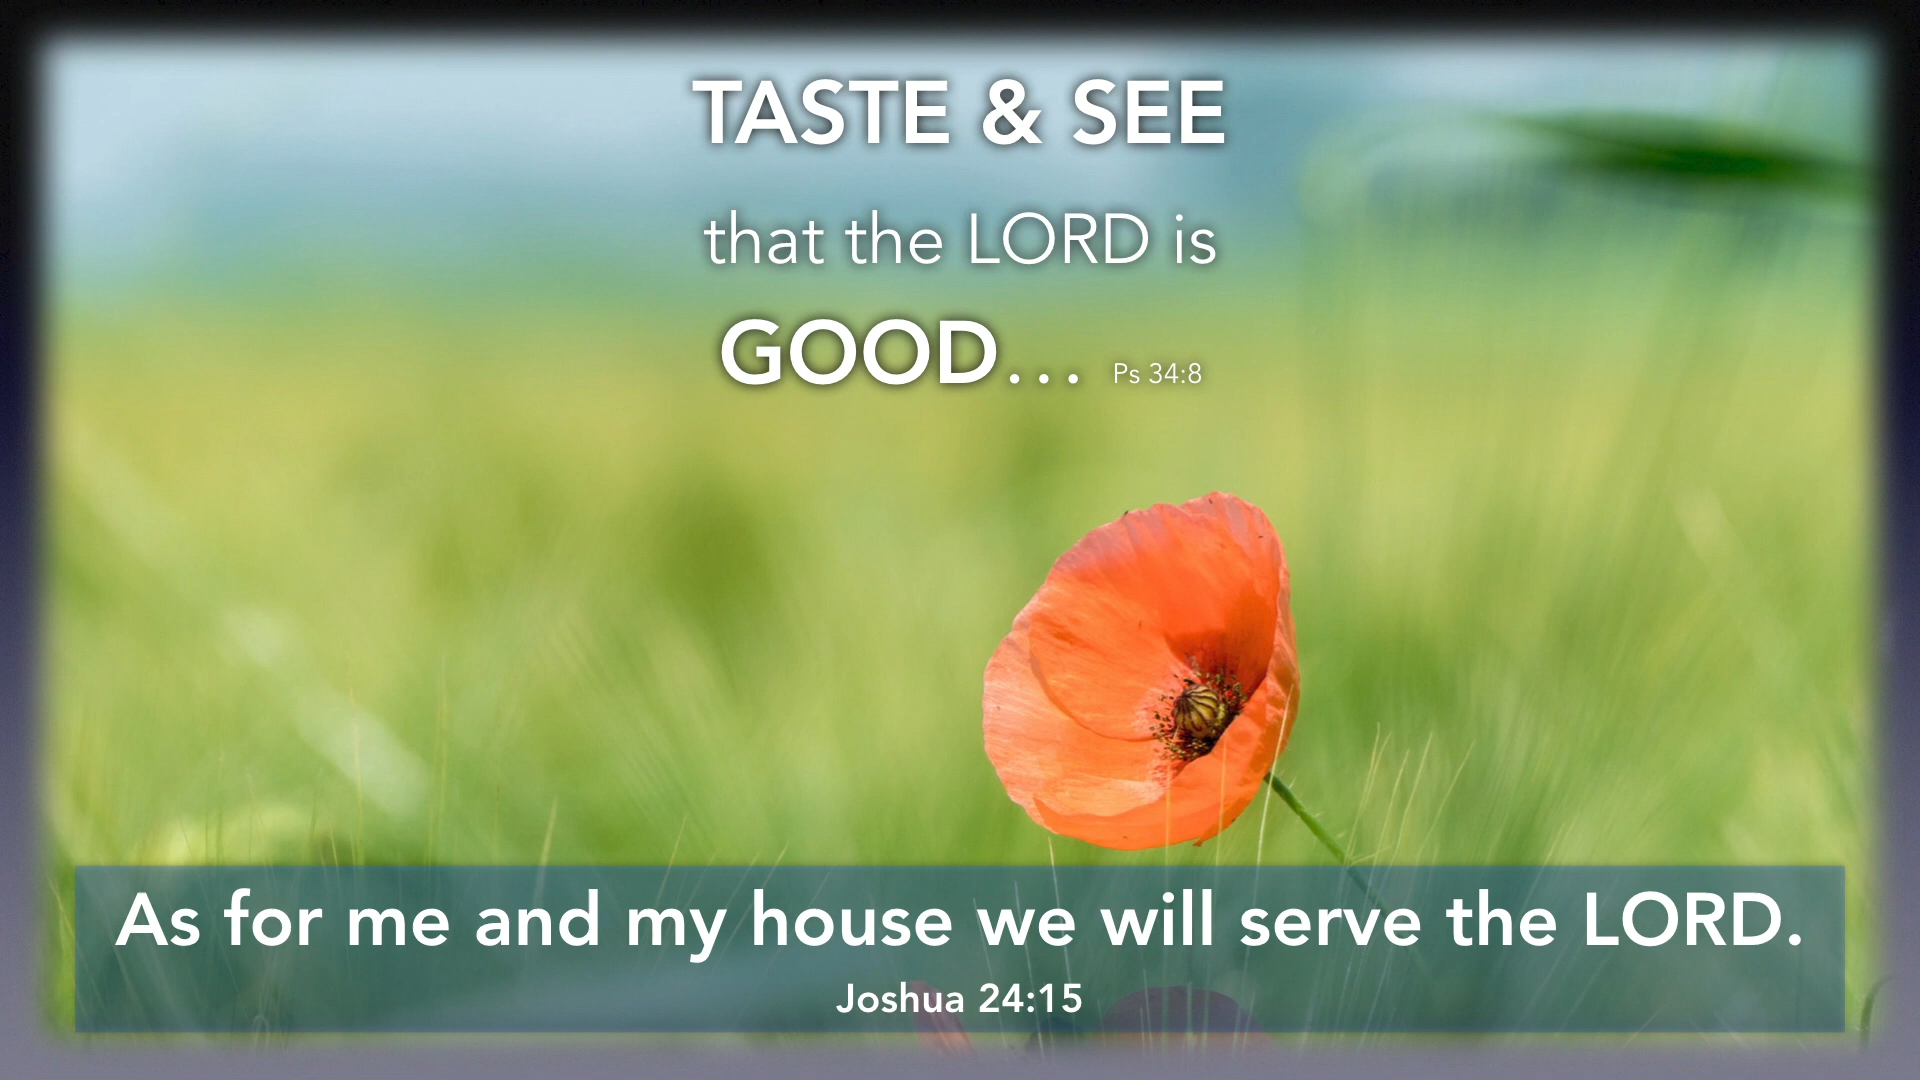 TASTE & SEE
that the LORD is
GOOD... Ps 34:8
As for me and my house we will serve the LORD.
Joshua 24:15